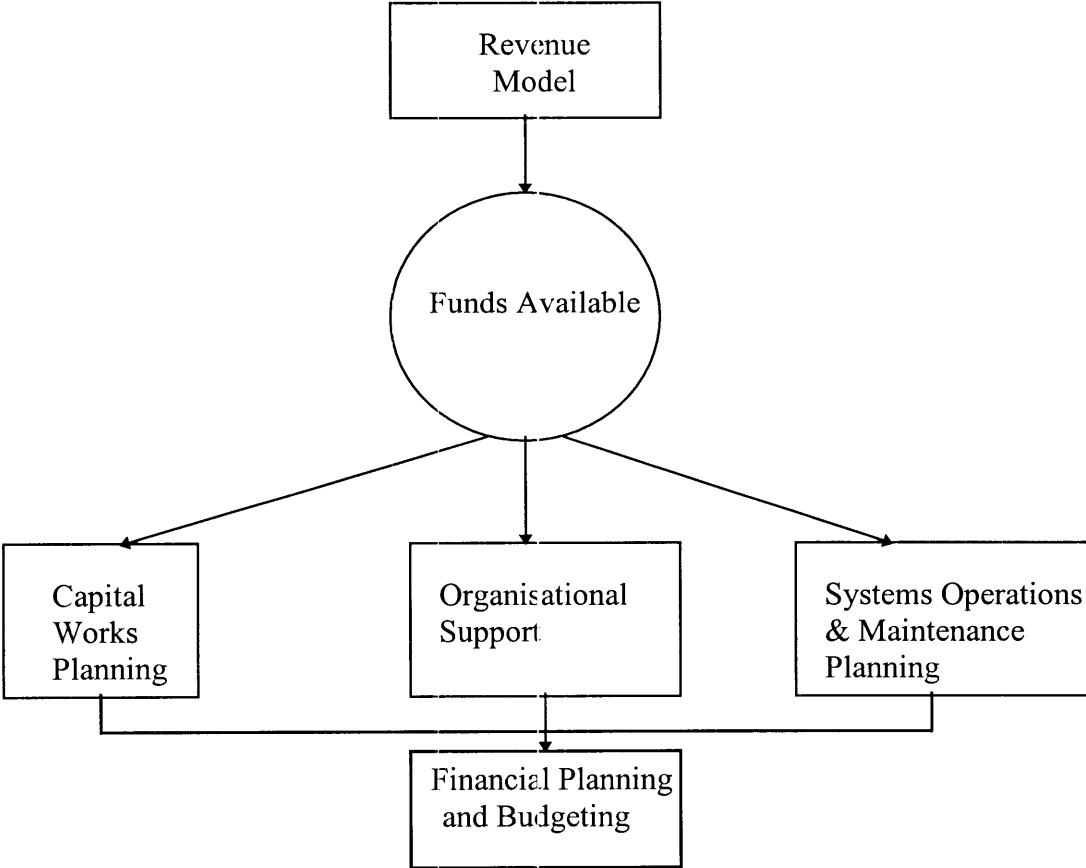 Revenue
Model
Funds Available
Capital
Works
Planning
Organisational
Support
Systems Operations
& Maintenance
Planning
Financial Planning
and Budgeting